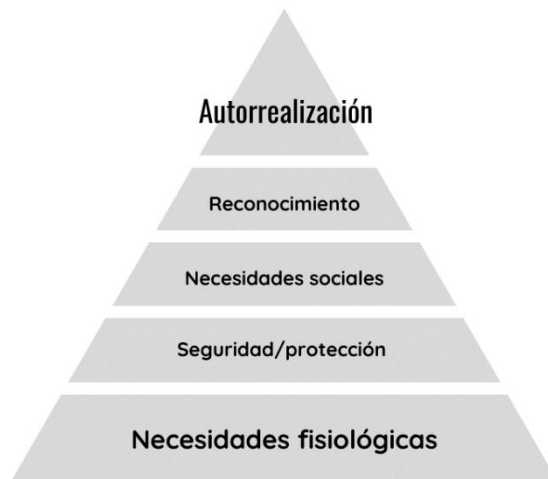 Autorrealización
Reconocimiento
Necesidades sociales
Seguridad/protección
Necesidades fisiológicas